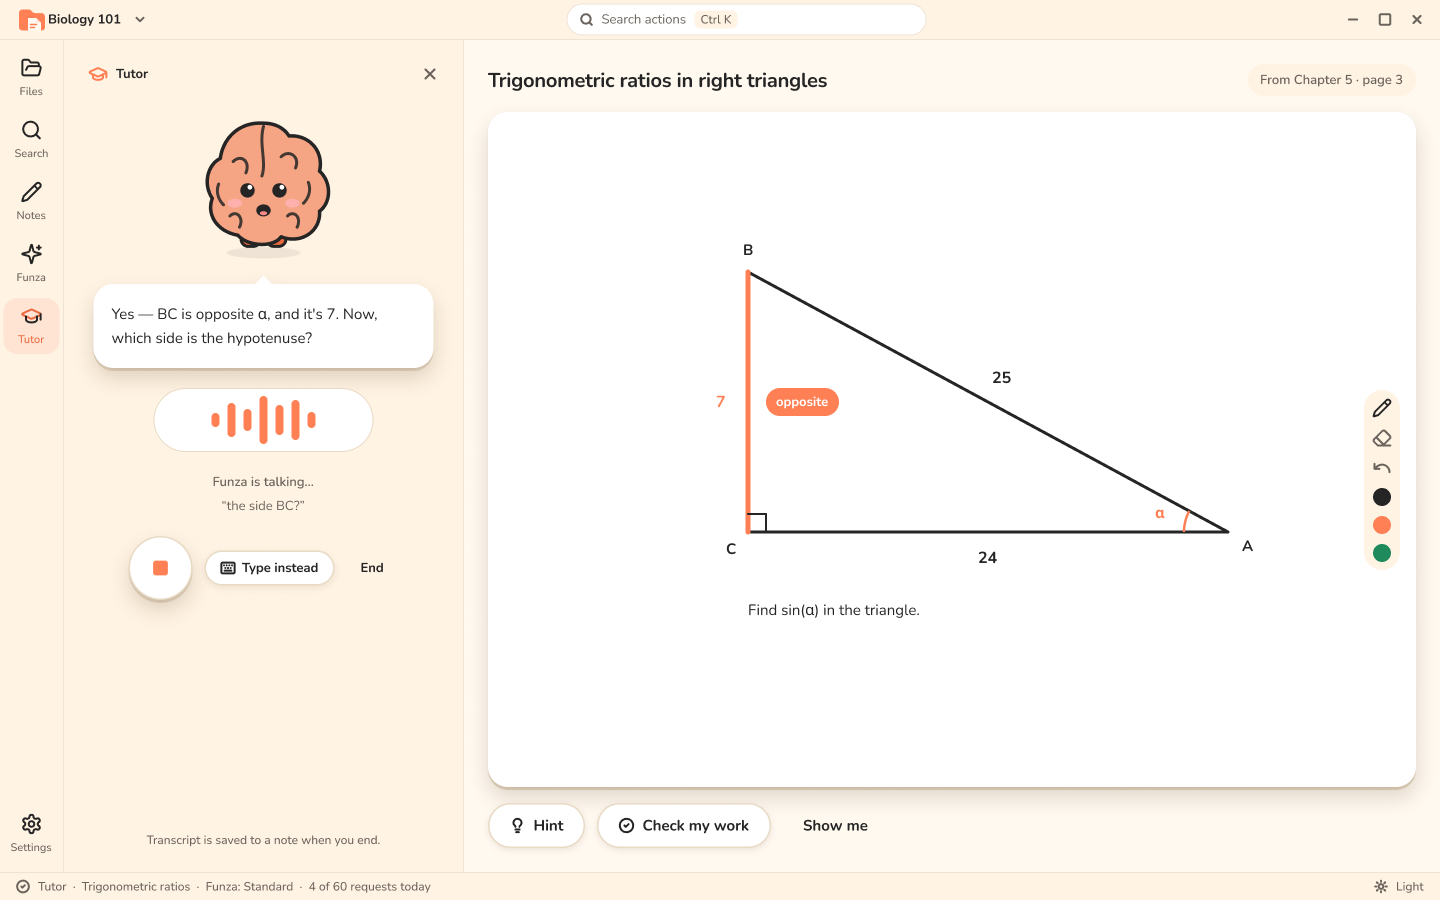 Biology 101
Search actions Ctrl K
Files
Search
Notes
Funza
Tutor
Settings
Tutor
Yes — BC is opposite α, and it's 7. Now,
which side is the hypotenuse?
Funza is talking...
“the side BC?”
Type instead
End
Transcript is saved to a note when you end.
Trigonometric ratios in right triangles
From Chapter 5 · page 3
B
25
7
opposite
α
C
A
24
Find sin(α) in the triangle.
Hint
Check my work
Show me
Tutor · Trigonometric ratios · Funza: Standard · 4 of 60 requests today
Light